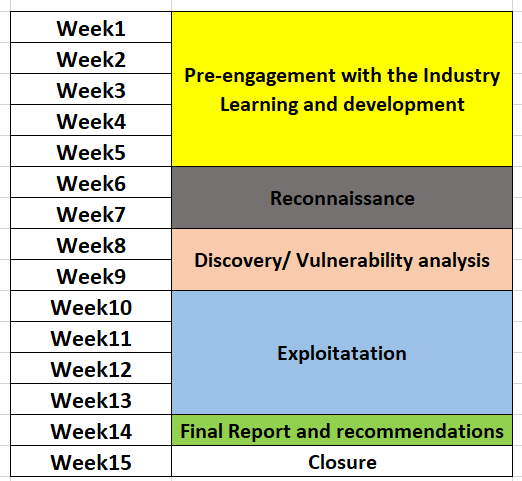 Week1
Week2
Pre-engagement with the Industry
Week3
Learning and development
Week4
Week5
Week6
Reconnaissance
Week7
Week8
Discovery/ Vulnerability analysis
Week9
Week10
Week11
Exploitatation
Week12
Week13
Week14 Final Report and recommendations
Week15 Closure